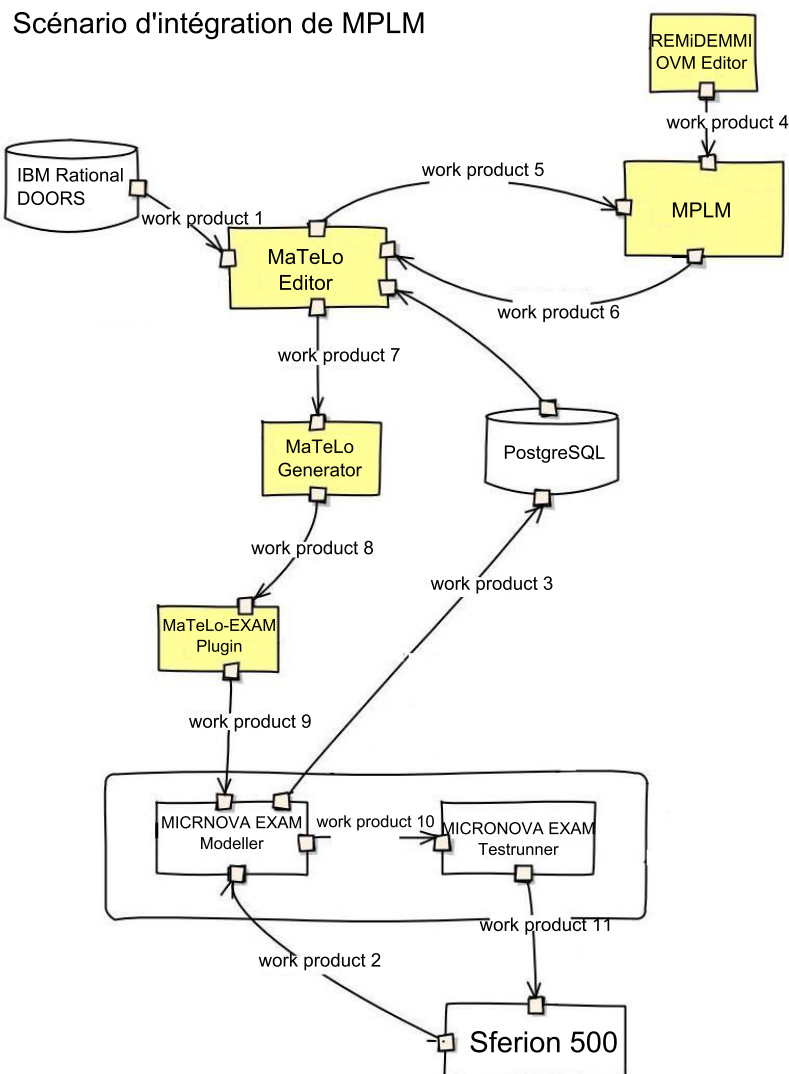 Scénario d'intégration de MPLM
REMiDEMMI
OVM Editor
work product 4
IBM Rational
DOORS
work product 5
MPLM
work product 1
MaTeLo
Editor
work product 6
work product 7
MaTeLo
Generator
PostgreSQL
work product 8
work product 3
MaTeLo-EXAM
Plugin
work product 9
MICRNOVA EXAM
Modeller
work product 10
MICRONOVA EXAM
Testrunner
work product 11
work product 2
Sferion 500